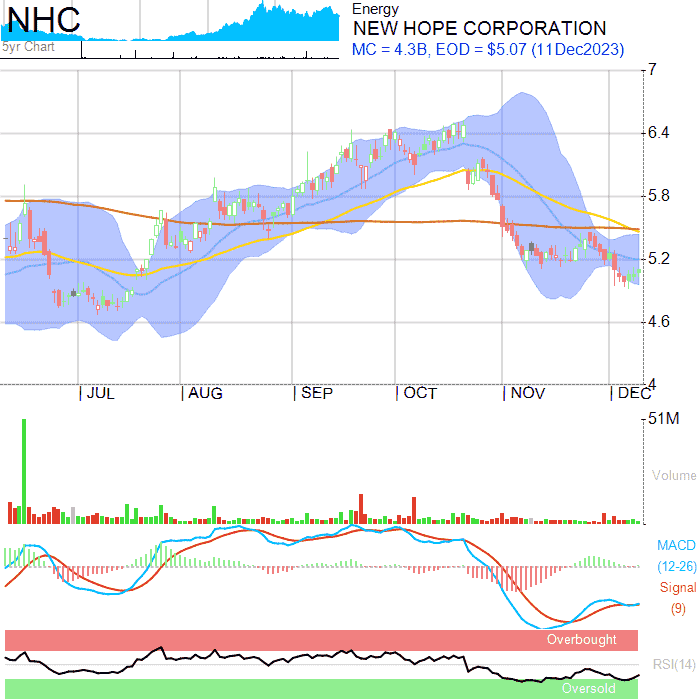 NHC
5yr Chart
Energy
NEW HOPE CORPORATION
MC = 4.3B, EOD = $5.07 (11Dec2023)
7
6.4
5.8
5.2
4.6
4
JUL
AUG
SEP
OCT
NOV
DEC
51M
Volume
MACD
(12-26)
Signal
(9)
Overbought
RSI(14)
Oversold